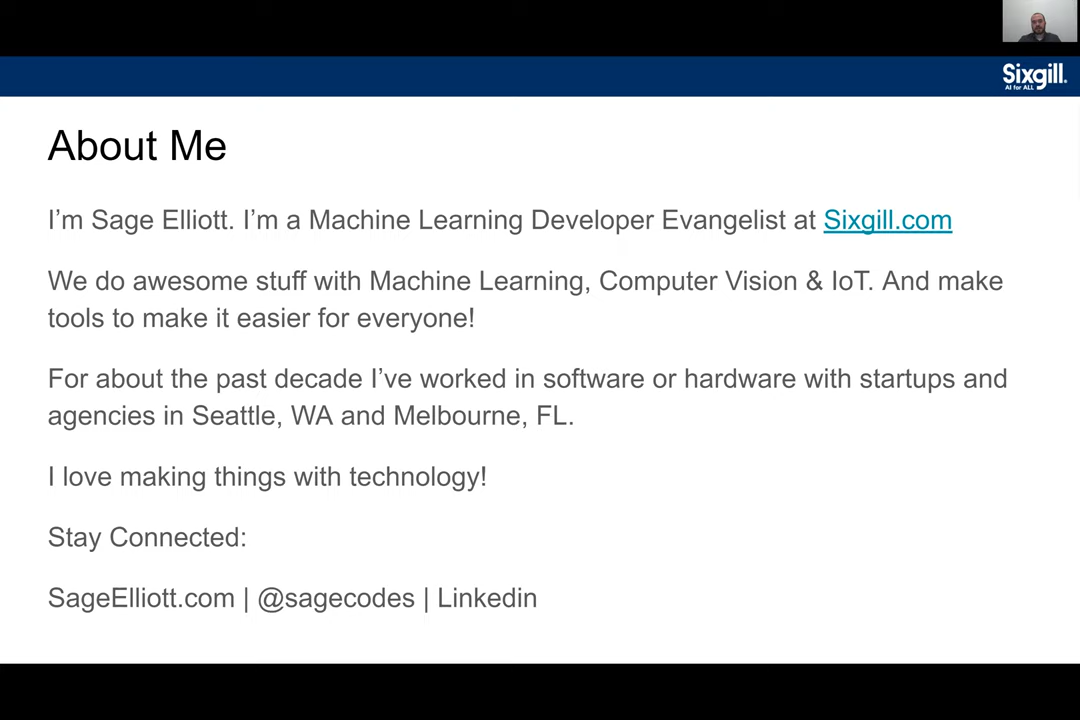 Sixgill.
AI for ALL
About Me
I’m Sage Elliott. I’m a Machine Learning Developer Evangelist at Sixgill.com
We do awesome stuff with Machine Learning, Computer Vision & IoT. And make
tools to make it easier for everyone!
For about the past decade I’ve worked in software or hardware with startups and
agencies in Seattle, WA and Melbourne, FL.
I love making things with technology!
Stay Connected:
SageElliott.com | @sagecodes | Linkedin